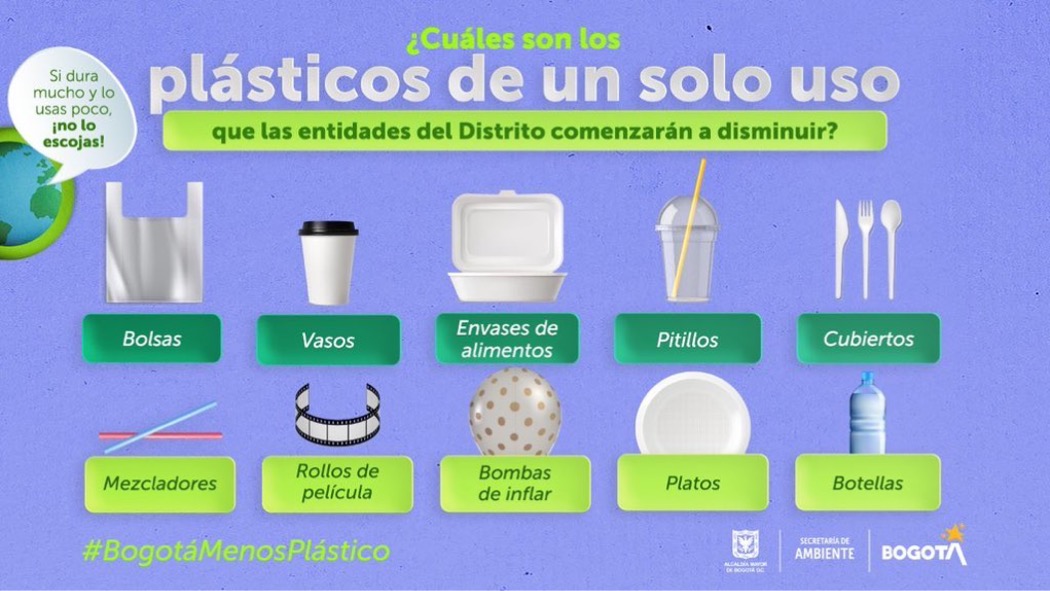 ¿Cuáles son los
plásticos de un solo uso
que las entidades del Distrito comenzarán a disminuir?
Si dura
mucho y lo
usas poco,
¡no lo
escojas!
Bolsas
Vasos
Envases de
alimentos
Pitillos
Cubiertos
Mezcladores
Rollos de
película
Bombas
de inflar
Platos
Botellas
#BogotáMenosPlástico
ALCALDÍA MAYOR
DE BOGOTÁ D.C.
SECRETARÍA DE
AMBIENTE
BOGOTÁ